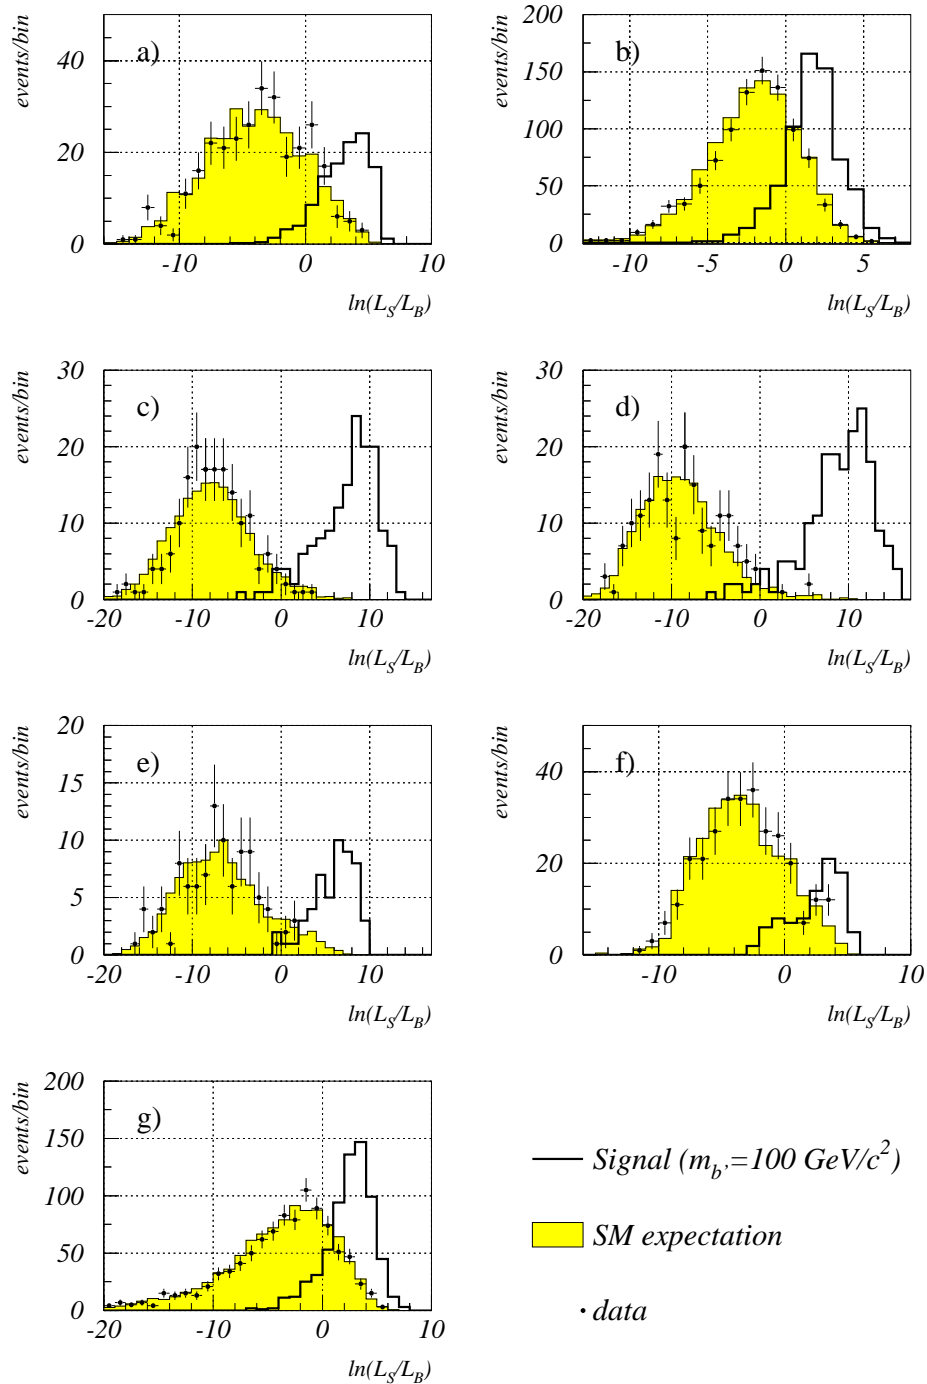 events/bin
40
20
0
a)
-10
0
10
ln(L_S/L_B)
events/bin
200
150
100
50
0
b)
-10
-5
0
5
ln(L_S/L_B)
events/bin
30
20
10
0
c)
-20
-10
0
10
ln(L_S/L_B)
events/bin
30
20
10
0
d)
-20
-10
0
10
ln(L_S/L_B)
events/bin
20
15
10
5
0
e)
-20
-10
0
10
ln(L_S/L_B)
events/bin
40
20
0
f)
-10
0
10
ln(L_S/L_B)
events/bin
200
150
100
50
0
g)
-20
-10
0
10
ln(L_S/L_B)
Signal (m_b'=100 GeV/c²)
SM expectation
data